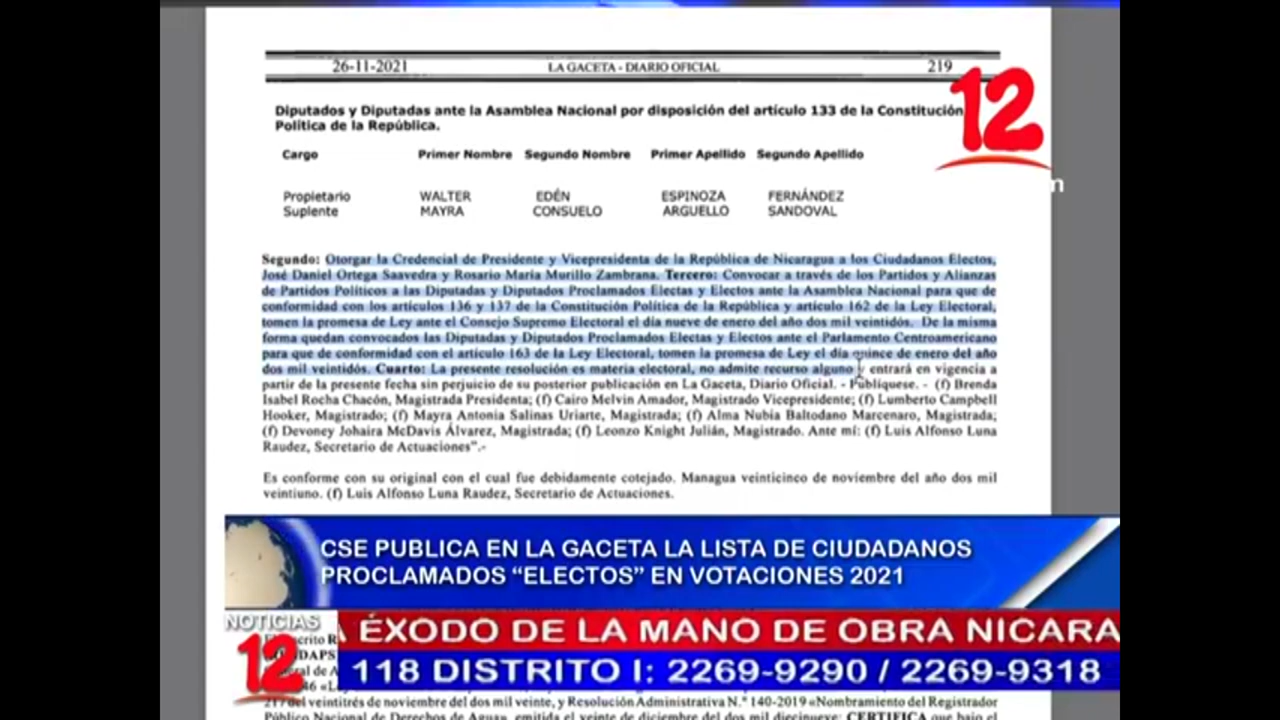 26-11-2021 LA GACETA - DIARIO OFICIAL 219
12
Diputados y Diputadas ante la Asamblea Nacional por disposición del artículo 133 de la Constitución
Política de la República.
Cargo Primer Nombre Segundo Nombre Primer Apellido Segundo Apellido
Propietario WALTER EDÉN ESPINOZA FERNÁNDEZ
Suplente MAYRA CONSUELO ARGUELLO SANDOVAL
Segundo: Otorgar la Credencial de Presidente y Vicepresidenta de la República de Nicaragua a los Ciudadanos Electos,
José Daniel Ortega Saavedra y Rosario María Murillo Zambrana. Tercero: Convocar a través de los Partidos y Alianzas
de Partidos Políticos a las Diputadas y Diputados Proclamados Electas y Electos ante la Asamblea Nacional para que de
conformidad con los artículos 136 y 137 de la Constitución Política de la República y artículo 162 de la Ley Electoral,
tomen la promesa de Ley ante el Consejo Supremo Electoral el día nueve de enero del año dos mil veintidós. De la misma
forma quedan convocados las Diputadas y Diputados Proclamados Electas y Electos ante el Parlamento Centroamericano
para que de conformidad con el artículo 163 de la Ley Electoral, tomen la promesa de Ley el día quince de enero del año
dos mil veintidós. Cuarto: La presente resolución es materia electoral, no admite recurso alguno y entrará en vigencia a
partir de la presente fecha sin perjuicio de su posterior publicación en La Gaceta, Diario Oficial. - Publíquese. - (f) Brenda
Isabel Rocha Chacón, Magistrada Presidenta; (f) Cairo Melvin Amador, Magistrado Vicepresidente; (f) Lumberto Campbell
Hooker, Magistrado; (f) Mayra Antonia Salinas Uriarte, Magistrada; (f) Alma Nubia Baltodano Marcenaro, Magistrada;
(f) Devoney Johaira McDavis Álvarez, Magistrada; (f) Leonzo Knight Julián, Magistrado. Ante mí: (f) Luis Alfonso Luna
Raudez, Secretario de Actuaciones".-
Es conforme con su original con el cual fue debidamente cotejado. Managua veinticinco de noviembre del año dos mil
veintiuno. (f) Luis Alfonso Luna Raudez, Secretario de Actuaciones.
CSE PUBLICA EN LA GACETA LA LISTA DE CIUDADANOS
PROCLAMADOS “ELECTOS” EN VOTACIONES 2021
NOTICIAS
12
A ÉXODO DE LA MANO DE OBRA NICARA
118 DISTRITO I: 2269-9290 / 2269-9318
del veintitrés de noviembre del dos mil veinte, y Resolución Administrativa N.° 140-2019 «Nombramiento del Registrador
Público Nacional de Derechos de Agua», emitida el veinte de diciembre del dos mil diecinueve; CERTIFICA que bajo el